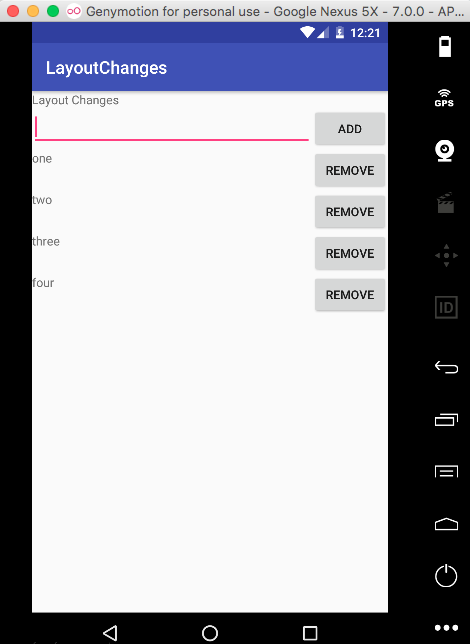 Genymotion for personal use - Google Nexus 5X - 7.0.0 - AP...
12:21
LayoutChanges
Layout Changes
ADD
one REMOVE
two REMOVE
three REMOVE
four REMOVE
GPS
ID